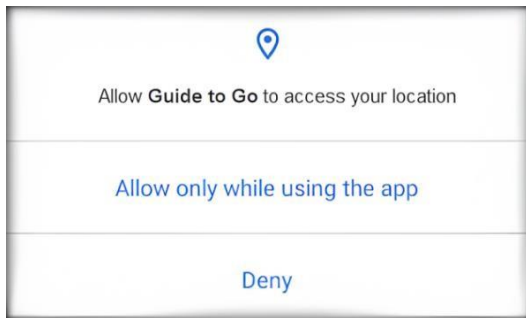 Allow Guide to Go to access your location
Allow only while using the app
Deny